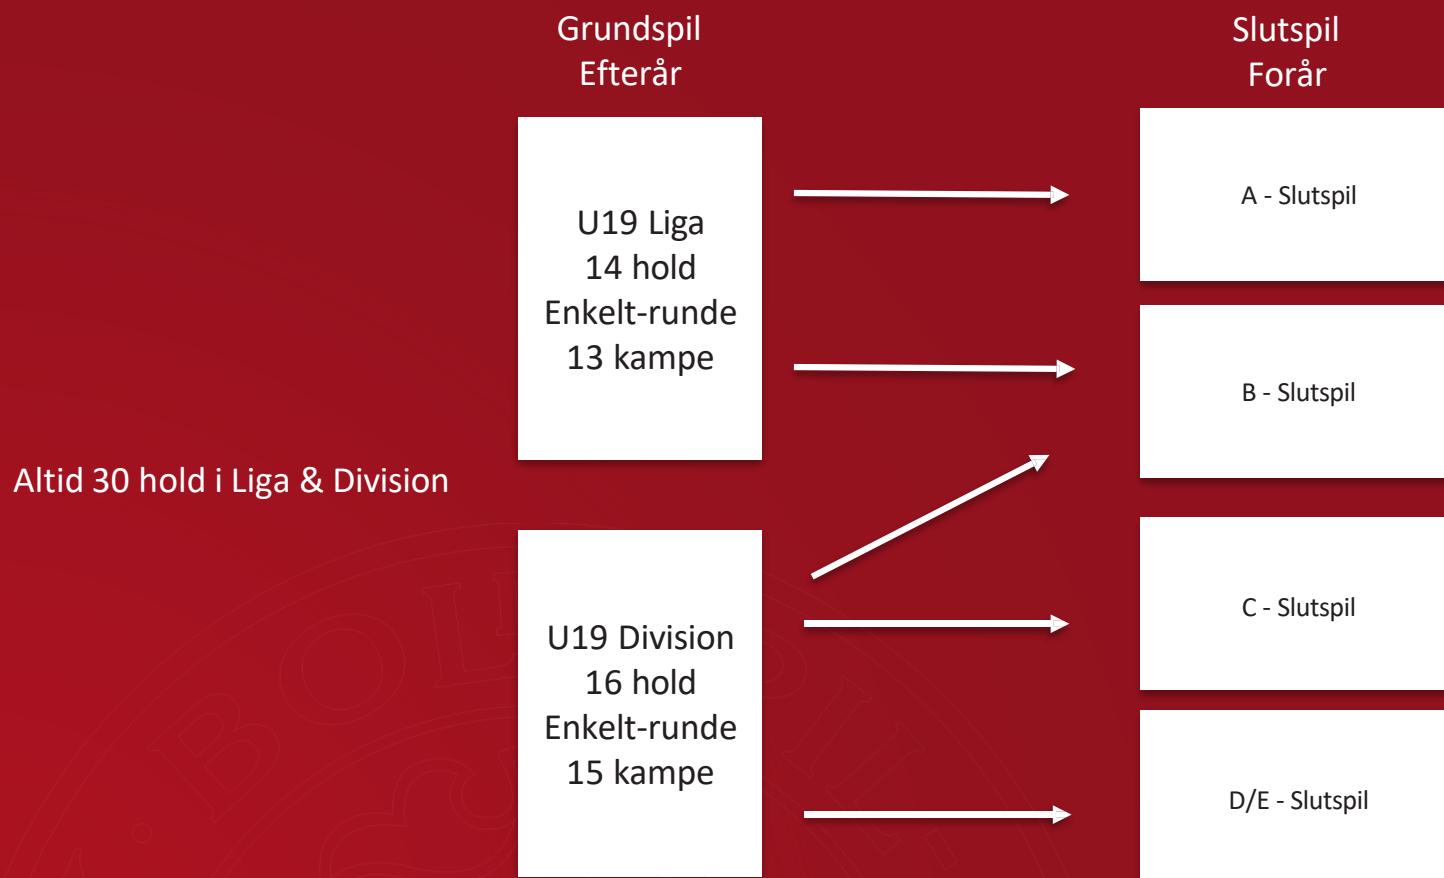 Grundspil
Efterår
Slutspil
Forår
U19 Liga
14 hold
Enkelt-runde
13 kampe
A - Slutspil
B - Slutspil
Altid 30 hold i Liga & Division
U19 Division
16 hold
Enkelt-runde
15 kampe
C - Slutspil
D/E - Slutspil